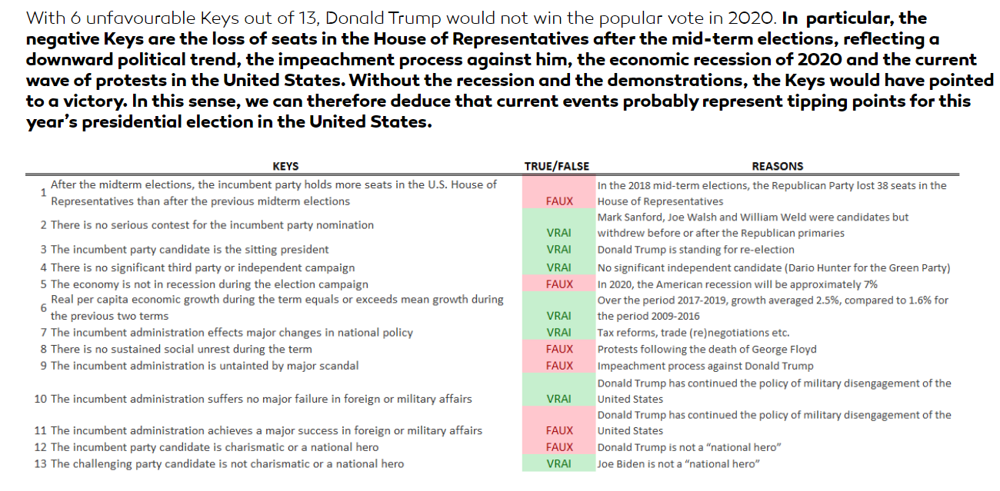 With 6 unfavourable Keys out of 13, Donald Trump would not win the popular vote in 2020. In particular, the
negative Keys are the loss of seats in the House of Representatives after the mid-term elections, reflecting a
downward political trend, the impeachment process against him, the economic recession of 2020 and the current
wave of protests in the United States. Without the recession and the demonstrations, the Keys would have pointed
to a victory. In this sense, we can therefore deduce that current events probably represent tipping points for this
year's presidential election in the United States.
KEYS TRUE/FALSE REASONS
1 After the midterm elections, the incumbent party holds more seats in the U.S. House of
Representatives than after the previous midterm elections
FAUX
In the 2018 mid-term elections, the Republican Party lost 38 seats in the
House of Representatives
2 There is no serious contest for the incumbent party nomination
VRAI
Mark Sanford, Joe Walsh and William Weld were candidates but
withdrew before or after the Republican primaries
3 The incumbent party candidate is the sitting president VRAI Donald Trump is standing for re-election
4 There is no significant third party or independent campaign VRAI No significant independent candidate (Dario Hunter for the Green Party)
5 The economy is not in recession during the election campaign FAUX In 2020, the American recession will be approximately 7%
6 Real per capita economic growth during the term equals or exceeds mean growth during
the previous two terms
VRAI
Over the period 2017-2019, growth averaged 2.5%, compared to 1.6% for
the period 2009-2016
7 The incumbent administration effects major changes in national policy VRAI Tax reforms, trade (re)negotiations etc.
8 There is no sustained social unrest during the term FAUX Protests following the death of George Floyd
9 The incumbent administration is untainted by major scandal FAUX Impeachment process against Donald Trump
10 The incumbent administration suffers no major failure in foreign or military affairs
VRAI
Donald Trump has continued the policy of military disengagement of the
United States
11 The incumbent administration achieves a major success in foreign or military affairs
FAUX
Donald Trump has continued the policy of military disengagement of the
United States
12 The incumbent party candidate is charismatic or a national hero FAUX Donald Trump is not a "national hero"
13 The challenging party candidate is not charismatic or a national hero VRAI Joe Biden is not a "national hero"